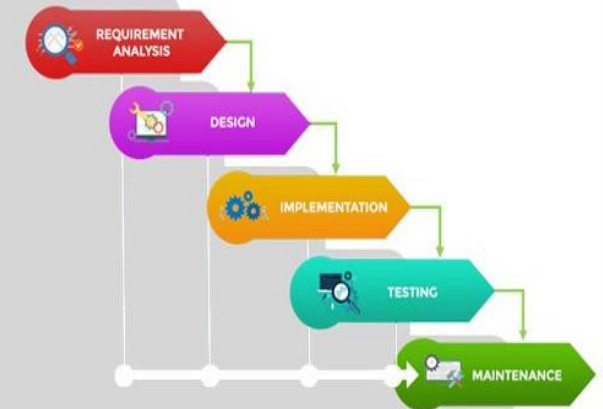 REQUIREMENT
ANALYSIS
DESIGN
IMPLEMENTATION
TESTING
MAINTENANCE